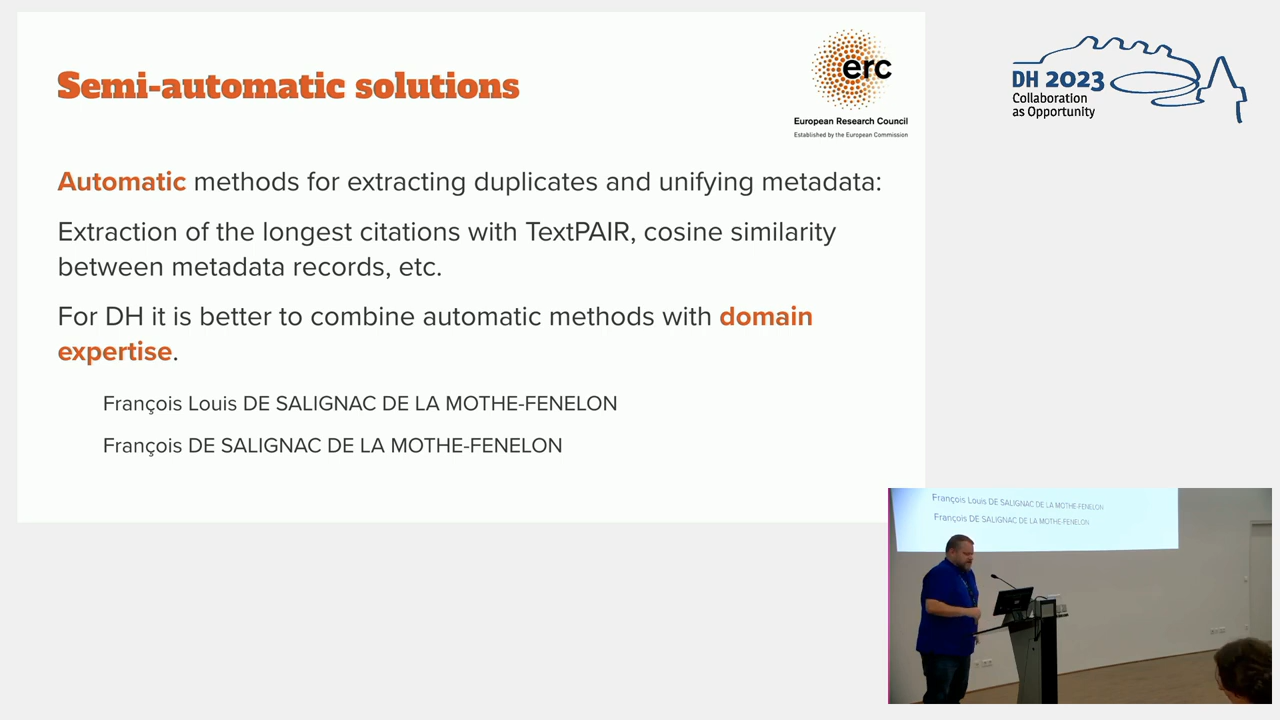 Semi-automatic solutions
erc
European Research Council
Established by the European Commission
Automatic methods for extracting duplicates and unifying metadata:
Extraction of the longest citations with TextPAIR, cosine similarity
between metadata records, etc.
For DH it is better to combine automatic methods with domain
expertise.
François Louis DE SALIGNAC DE LA MOTHE-FENELON
François DE SALIGNAC DE LA MOTHE-FENELON
DH 2023
Collaboration
as Opportunity
François Louis DE SALIGNAC DE LA MOTHE-FENELON
François DE SALIGNAC DE LA MOTHE-FENELON